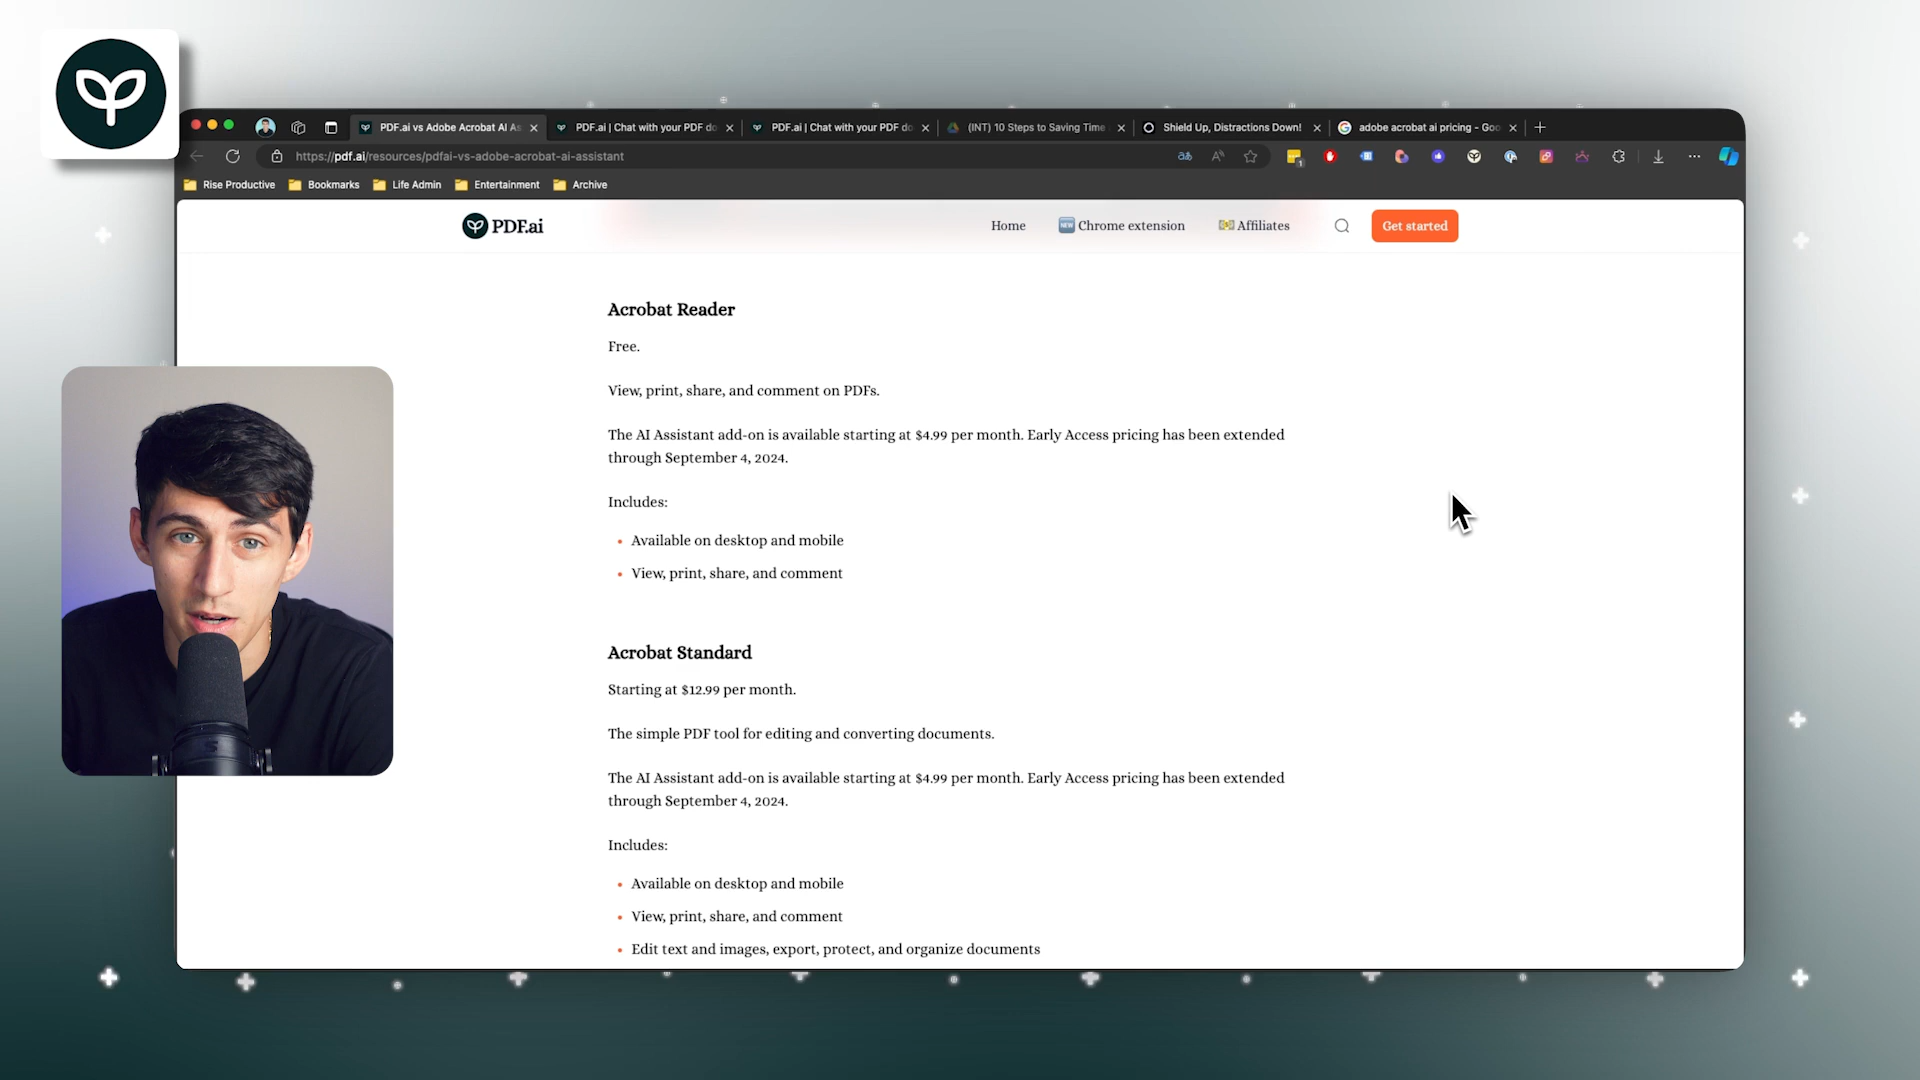 PDF.ai vs Adobe Acrobat AI As
PDF.ai | Chat with your PDF do
PDF.ai | Chat with your PDF do
(INT) 10 Steps to Saving Time
Shield Up, Distractions Down!
adobe acrobat ai pricing - Goo
https://pdf.ai/resources/pdfai-vs-adobe-acrobat-ai-assistant
Rise Productive
Bookmarks
Life Admin
Entertainment
Archive
PDF.ai
Home
NEW
Chrome extension
Affiliates
Get started
Acrobat Reader
Free.
View, print, share, and comment on PDFs.
The AI Assistant add-on is available starting at $4.99 per month. Early Access pricing has been extended
through September 4, 2024.
Includes:
• Available on desktop and mobile
• View, print, share, and comment
Acrobat Standard
Starting at $12.99 per month.
The simple PDF tool for editing and converting documents.
The AI Assistant add-on is available starting at $4.99 per month. Early Access pricing has been extended
through September 4, 2024.
Includes:
• Available on desktop and mobile
• View, print, share, and comment
• Edit text and images, export, protect, and organize documents